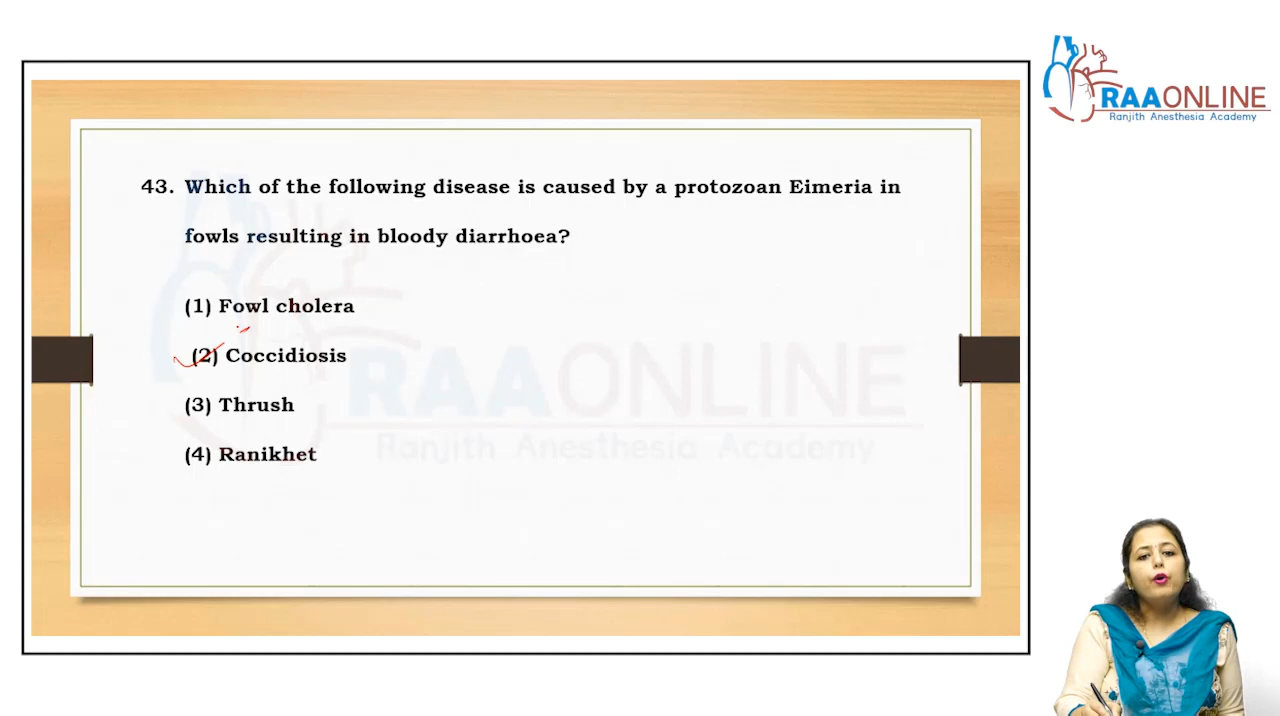 RAAONLINE
Ranjith Anesthesia Academy
43. Which of the following disease is caused by a protozoan Eimeria in
fowls resulting in bloody diarrhoea?
(1) Fowl cholera
(2) Coccidiosis
(3) Thrush
(4) Ranikhet
RAAONLINE
Ranjith Anesthesia Academy